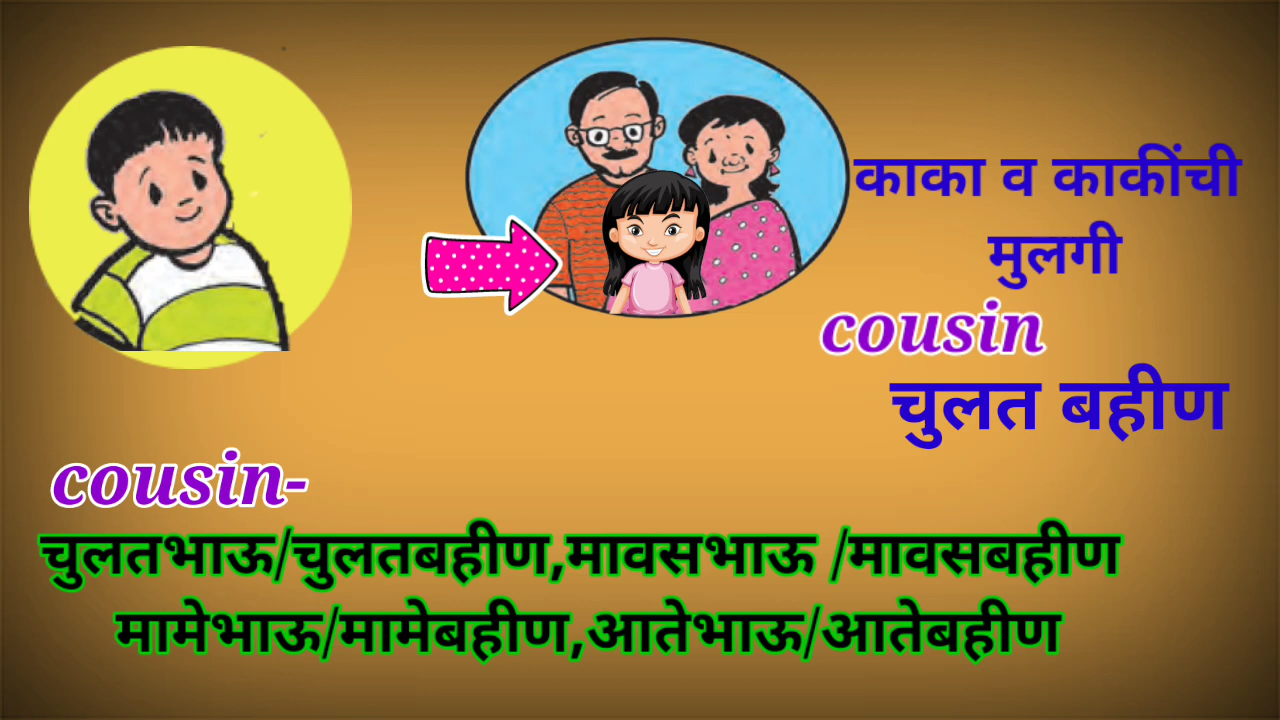 काका व काकींची
मुलगी
cousin
चुलत बहीण
cousin-
चुलतभाऊ/चुलतबहीण,मावसभाऊ /मावसबहीण
मामेभाऊ/मामेबहीण,आतेभाऊ/आतेबहीण